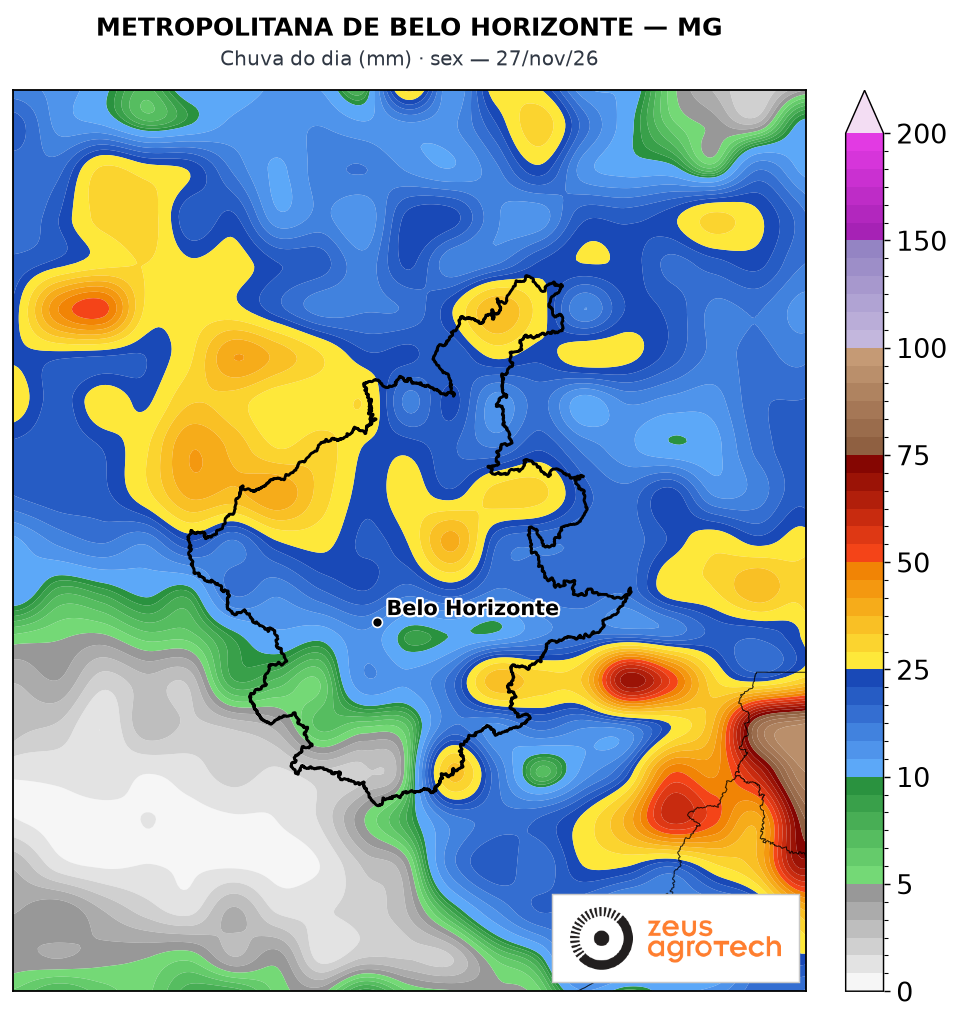 METROPOLITANA DE BELO HORIZONTE — MG
Chuva do dia (mm) · sex — 27/nov/26
200
150
100
75
50
25
10
5
0
Belo Horizonte
zeus
agrotech